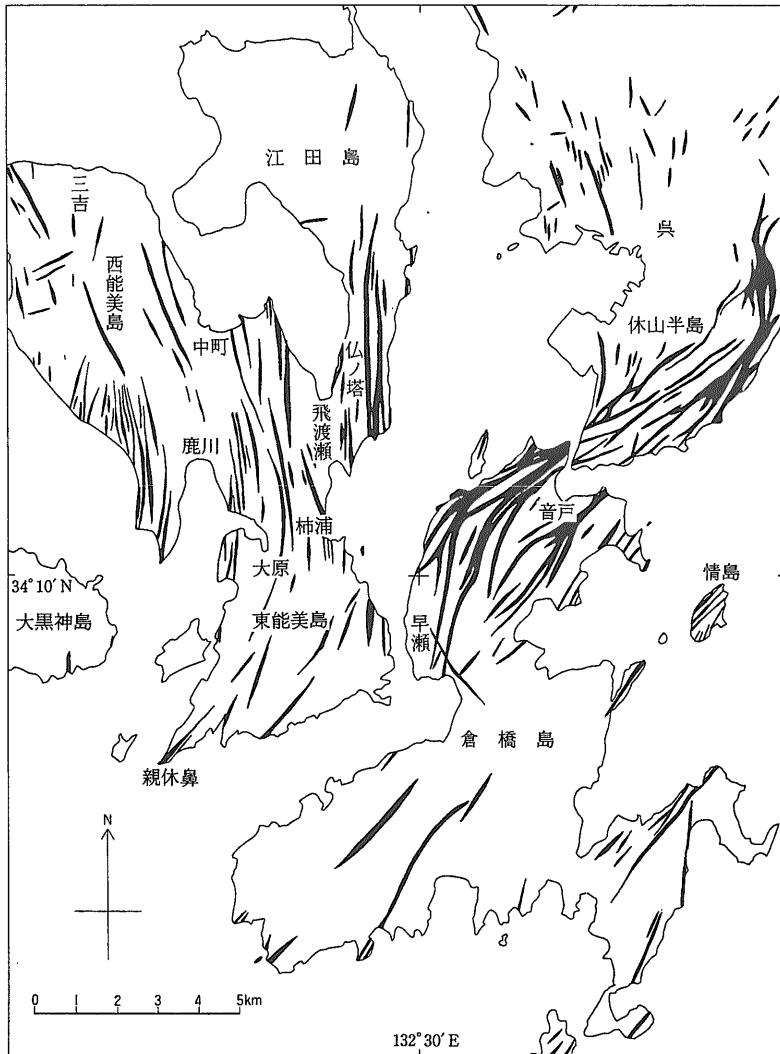 江田島
三吉
呉
西能美島
休山半島
中町
仏ノ塔
飛渡瀬
鹿川
柿浦
音戸
大原
34°10′N
情島
大黒神島
東能美島
早瀬
倉橋島
親休鼻
N
0 1 2 3 4 5km
132°30′E